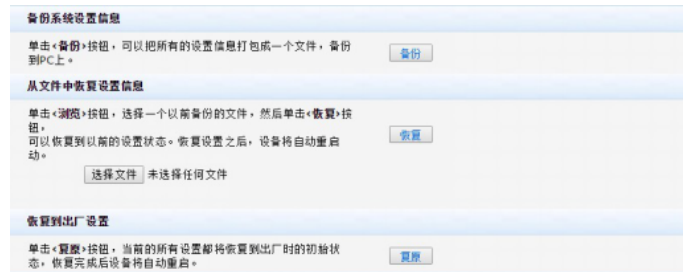 备份系统设置信息
单击<备份>按钮，可以把所有的设置信息打包成一个文件，备份
到PC上。
备份
从文件中恢复设置信息
单击<浏览>按钮，选择一个以前备份的文件，然后单击<恢复>按
钮，
可以恢复到以前的设置状态。恢复设置之后，设备将自动重启
动。
恢复
选择文件 未选择任何文件
恢复到出厂设置
单击<复原>按钮，当前的所有设置都将恢复到出厂时的初始状
态，恢复完成后设备将自动重启。
复原